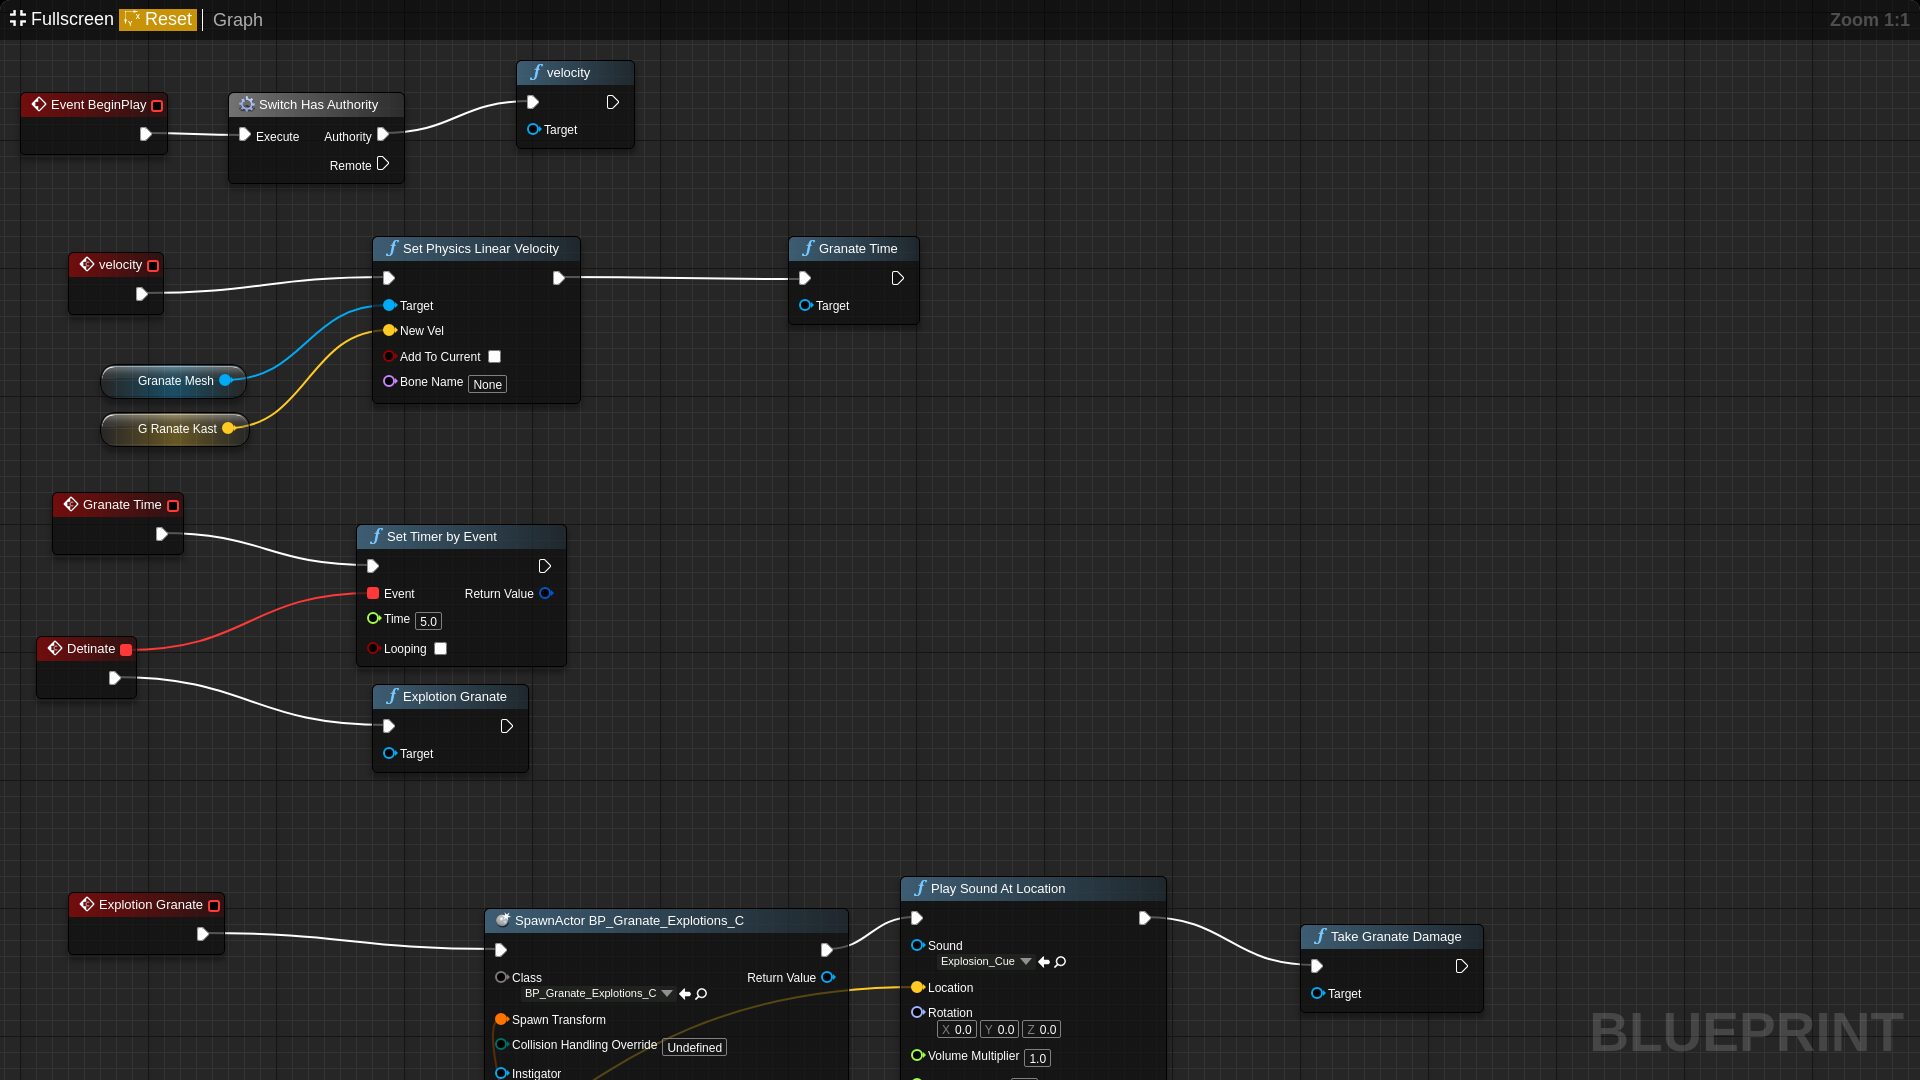 Fullscreen Reset Graph Zoom 1:1
velocity
Target
Event BeginPlay
Switch Has Authority
Execute Authority
Remote
velocity
Set Physics Linear Velocity
Target
New Vel
Add To Current
Bone Name None
Granate Time
Target
Granate Mesh
G Ranate Kast
Granate Time
Set Timer by Event
Event Return Value
Time 5.0
Looping
Detinate
Explotion Granate
Target
Explotion Granate
SpawnActor BP_Granate_Explotions_C
Class Return Value
BP_Granate_Explotions_C
Spawn Transform
Collision Handling Override Undefined
Instigator
Play Sound At Location
Sound
Explosion_Cue
Location
Rotation
X 0.0 Y 0.0 Z 0.0
Volume Multiplier 1.0
Take Granate Damage
Target
BLUEPRINT